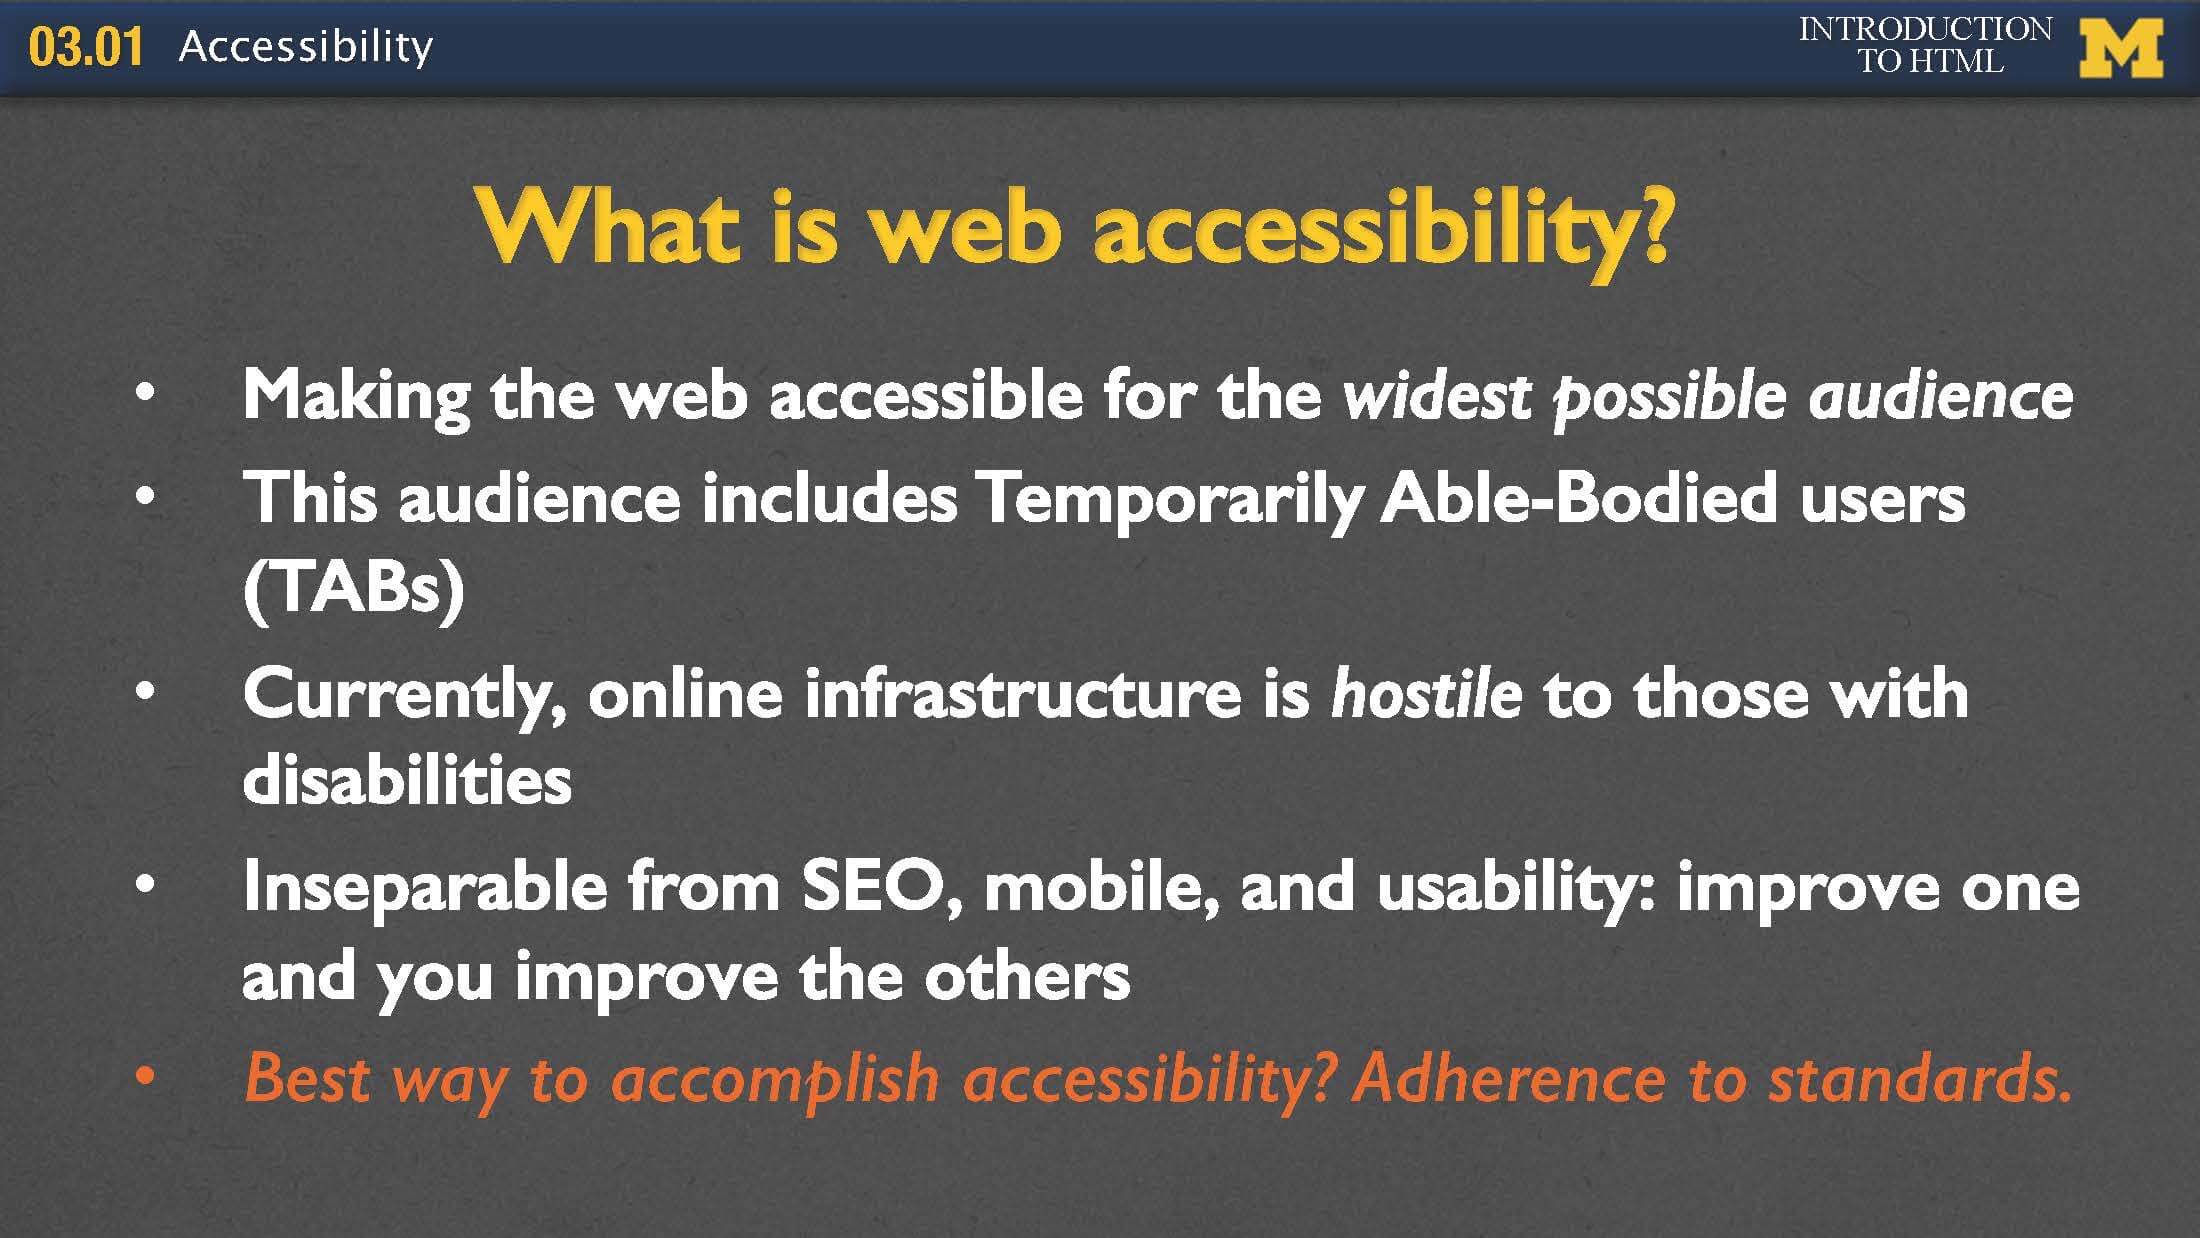 03.01 Accessibility
INTRODUCTION
TO HTML
M
What is web accessibility?
• Making the web accessible for the widest possible audience
• This audience includes Temporarily Able-Bodied users
(TABs)
• Currently, online infrastructure is hostile to those with
disabilities
• Inseparable from SEO, mobile, and usability: improve one
and you improve the others
• Best way to accomplish accessibility? Adherence to standards.